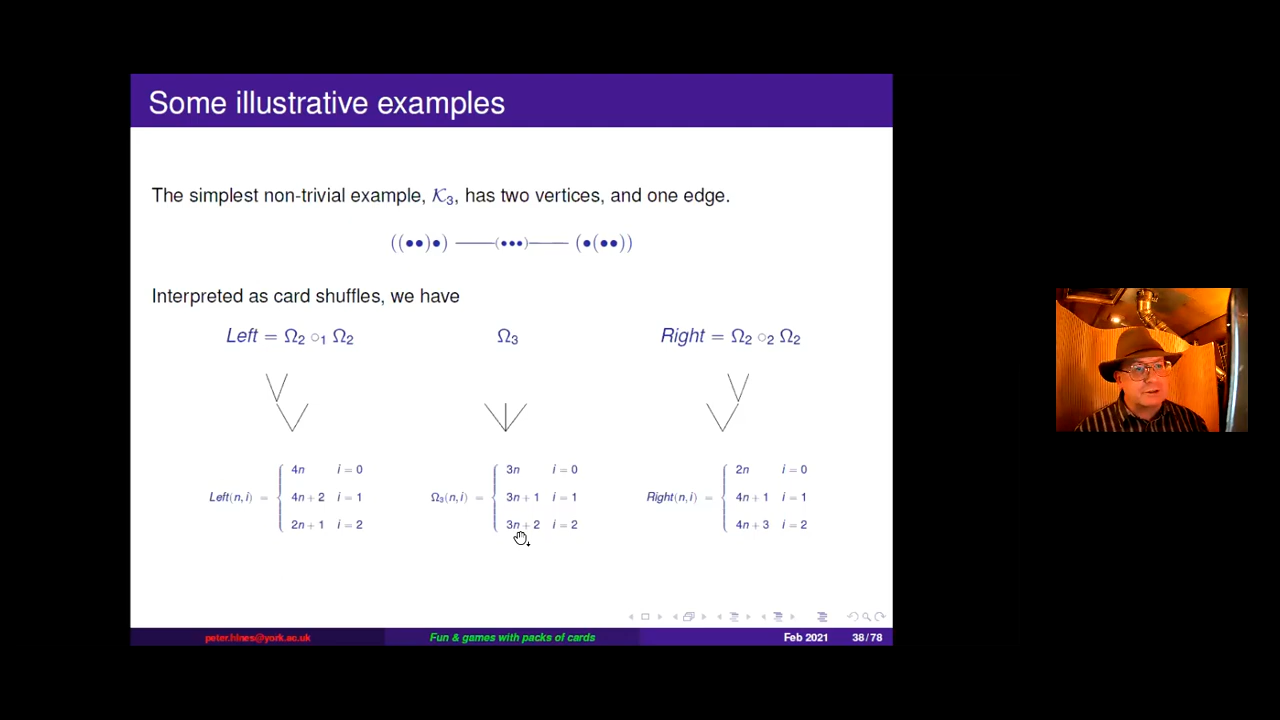 Some illustrative examples
The simplest non-trivial example, 𝒦₃, has two vertices, and one edge.
((••)•) ——(•••)—— (•(••))
Interpreted as card shuffles, we have
Left = Ω₂ ∘₁ Ω₂ Ω₃ Right = Ω₂ ∘₂ Ω₂
4n i = 0 3n i = 0 2n i = 0
Left(n, i) = { 4n + 2 i = 1 Ω₃(n, i) = { 3n + 1 i = 1 Right(n, i) = { 4n + 1 i = 1
2n + 1 i = 2 3n + 2 i = 2 4n + 3 i = 2
peter.hines@york.ac.uk Fun & games with packs of cards Feb 2021 38 / 78